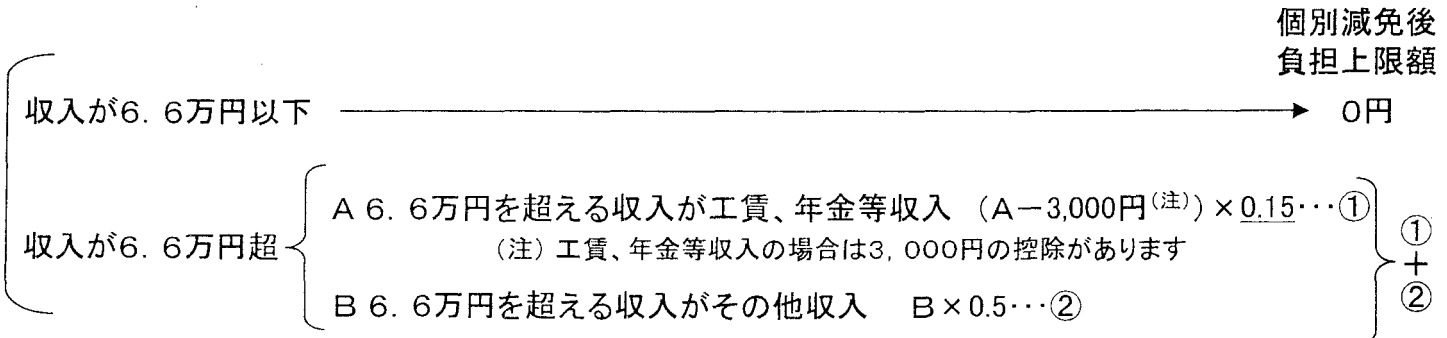 個別減免後
負担上限額
収入が6.6万円以下 0円
収入が6.6万円超
A 6.6万円を超える収入が工賃、年金等収入 (A-3,000円(注))×0.15…①
(注)工賃、年金等収入の場合は3,000円の控除があります
B 6.6万円を超える収入がその他収入 B×0.5…②
①
+
②